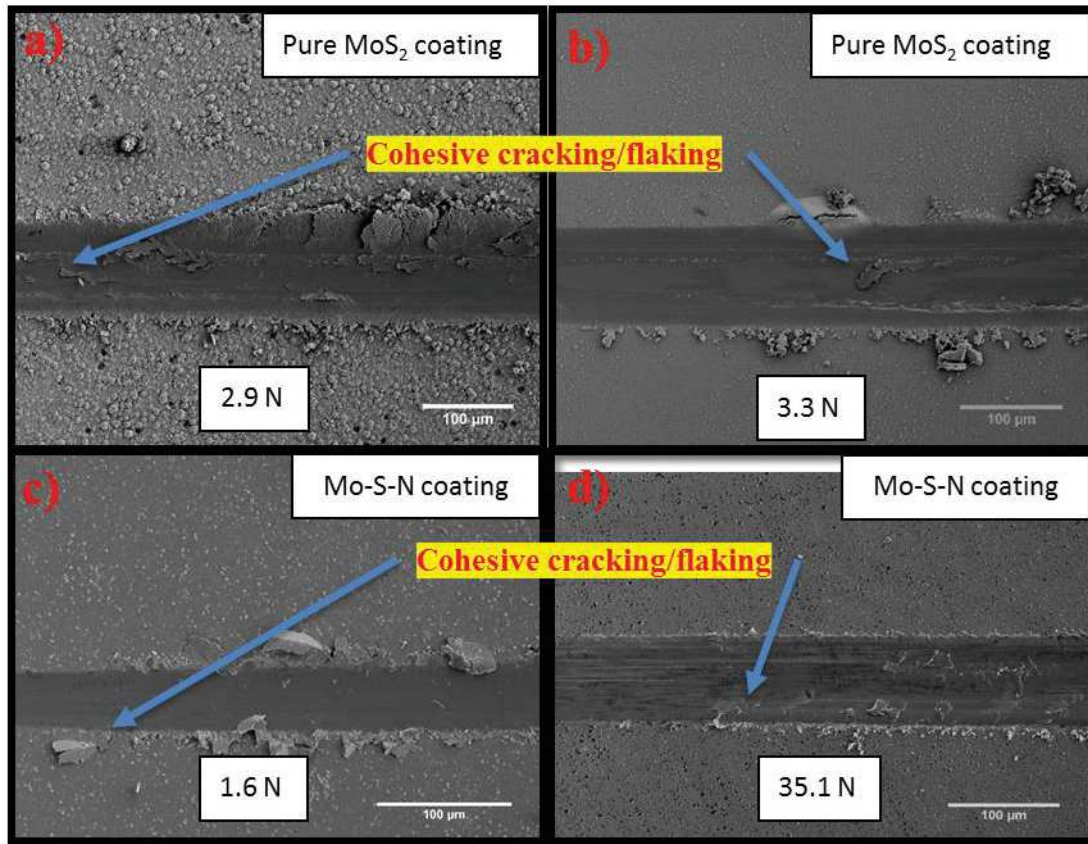 a)
Pure MoS₂ coating
b)
Pure MoS₂ coating
Cohesive cracking/flaking
2.9 N
100 µm
3.3 N
100 µm
c)
Mo-S-N coating
d)
Mo-S-N coating
Cohesive cracking/flaking
1.6 N
100 µm
35.1 N
100 µm